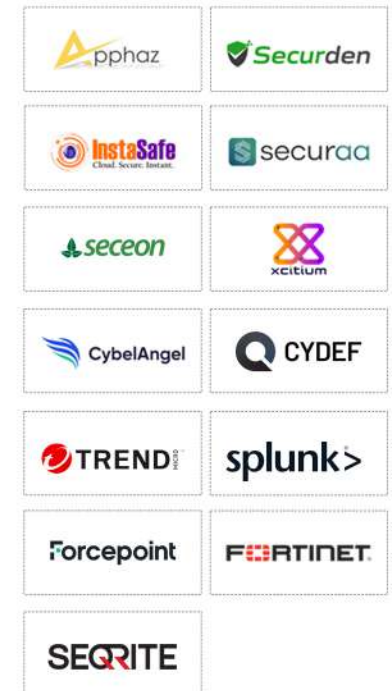 Apphaz
Securden
InstaSafe
Cloud. Secure. Instant.
securaa
seceon
xcitium
CybelAngel
CYDEF
TREND MICRO
splunk>
Forcepoint
FORTINET
SEQRITE